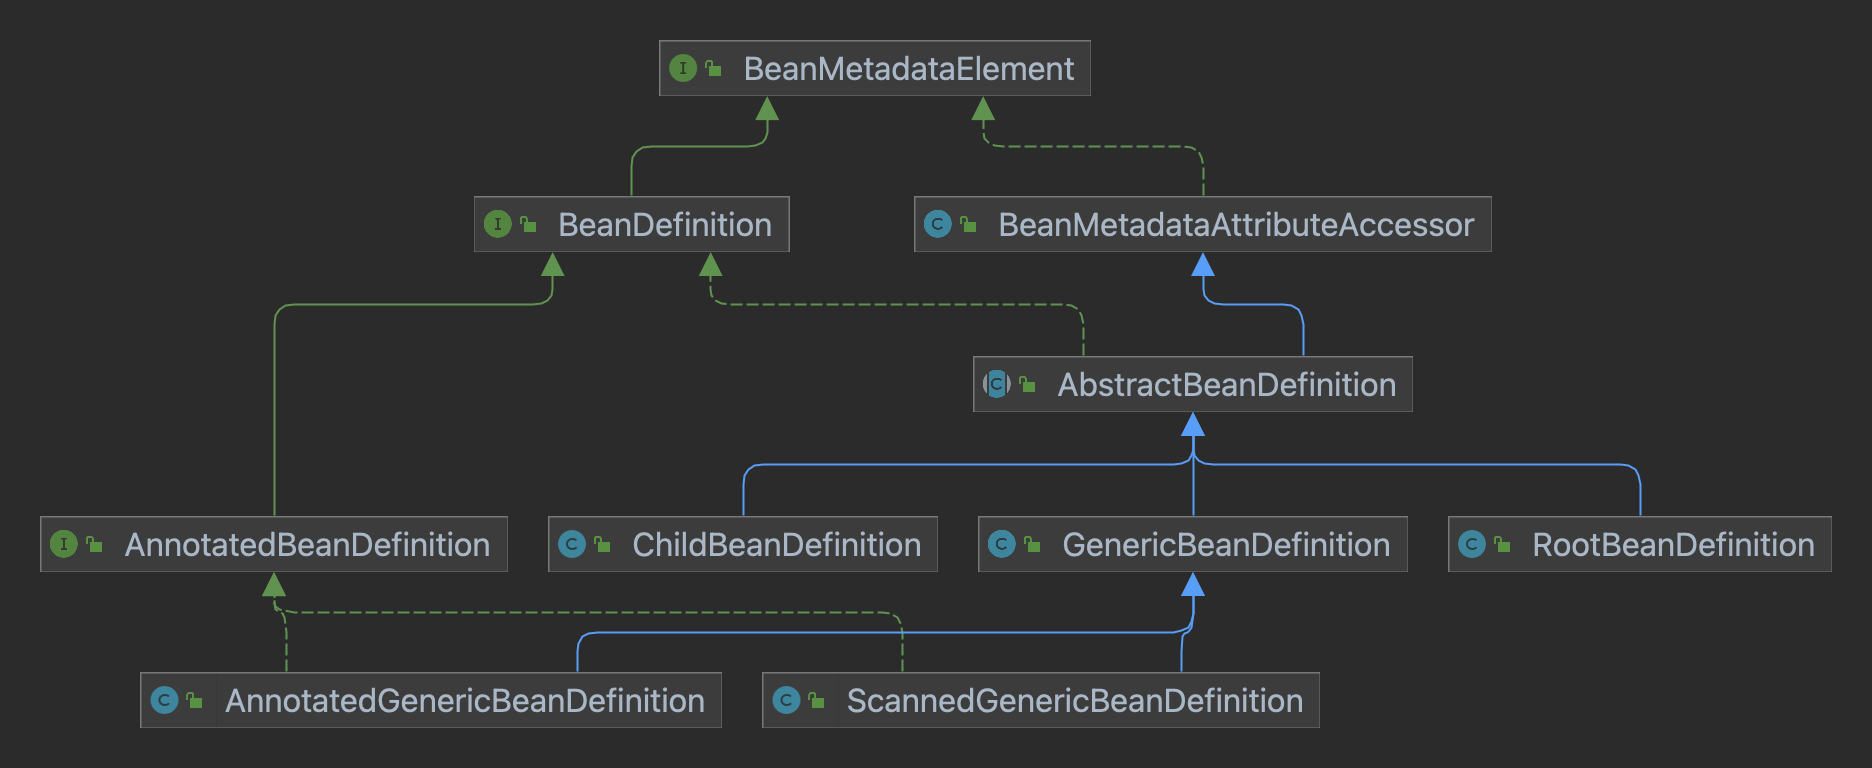 I BeanMetadataElement
I BeanDefinition
C BeanMetadataAttributeAccessor
C AbstractBeanDefinition
I AnnotatedBeanDefinition
C ChildBeanDefinition
C GenericBeanDefinition
C RootBeanDefinition
C AnnotatedGenericBeanDefinition
C ScannedGenericBeanDefinition